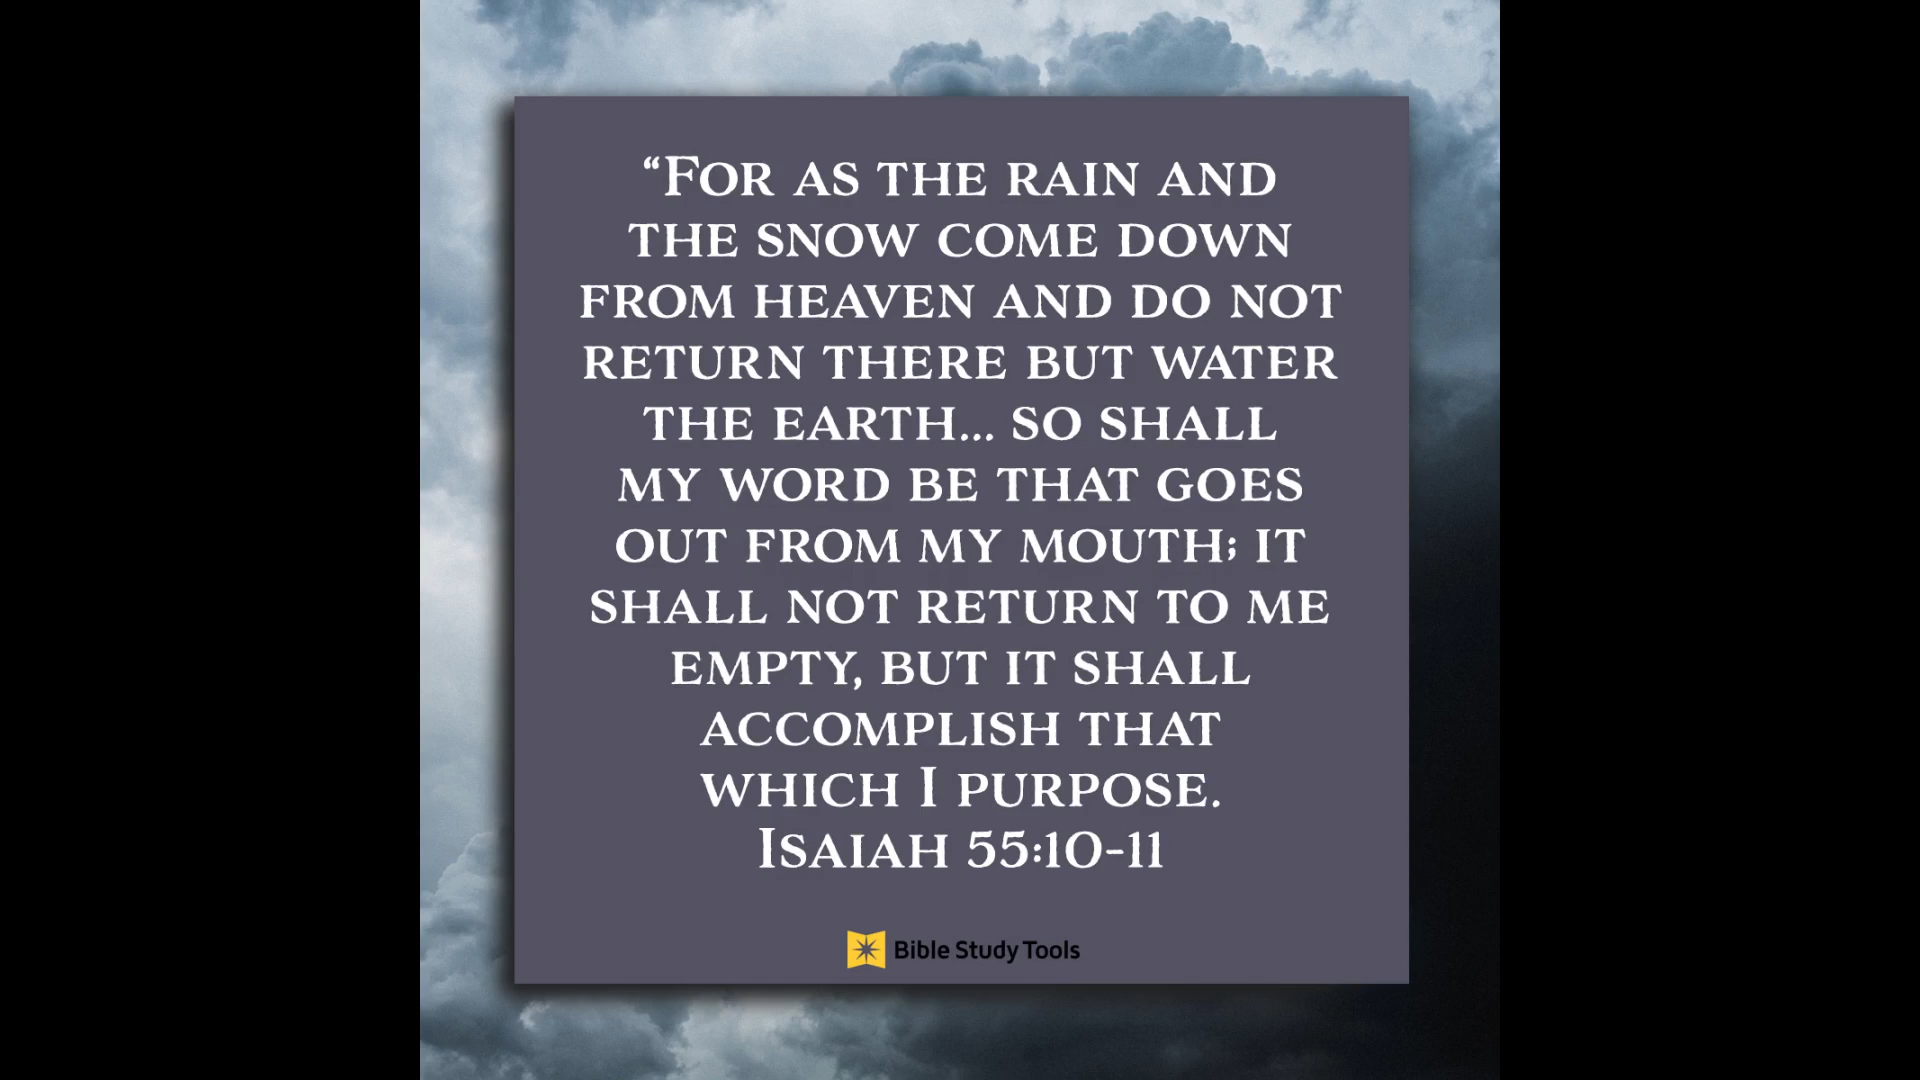 “For as the rain and
the snow come down
from heaven and do not
return there but water
the earth... so shall
my word be that goes
out from my mouth; it
shall not return to me
empty, but it shall
accomplish that
which I purpose.
Isaiah 55:10-11
Bible Study Tools